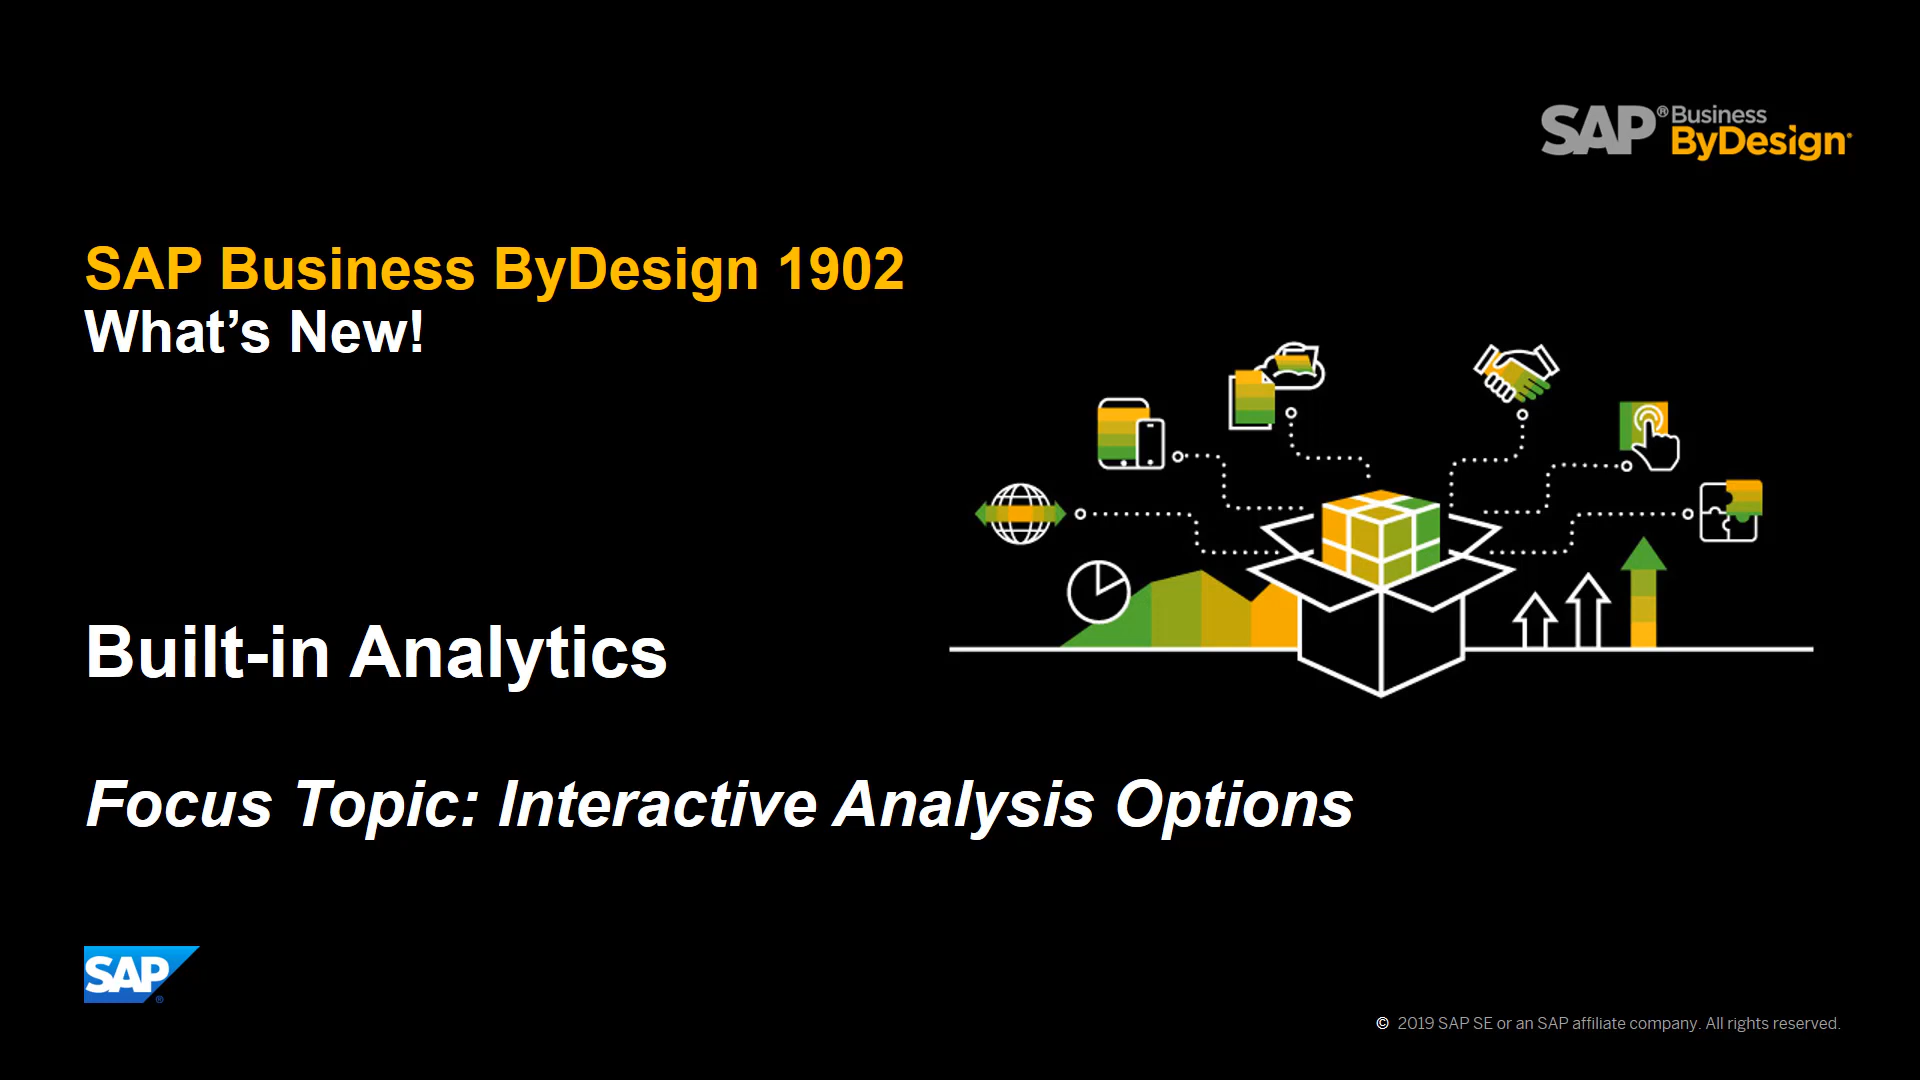 SAP® Business
ByDesign®
SAP Business ByDesign 1902
What’s New!
Built-in Analytics
Focus Topic: Interactive Analysis Options
SAP®
© 2019 SAP SE or an SAP affiliate company. All rights reserved.